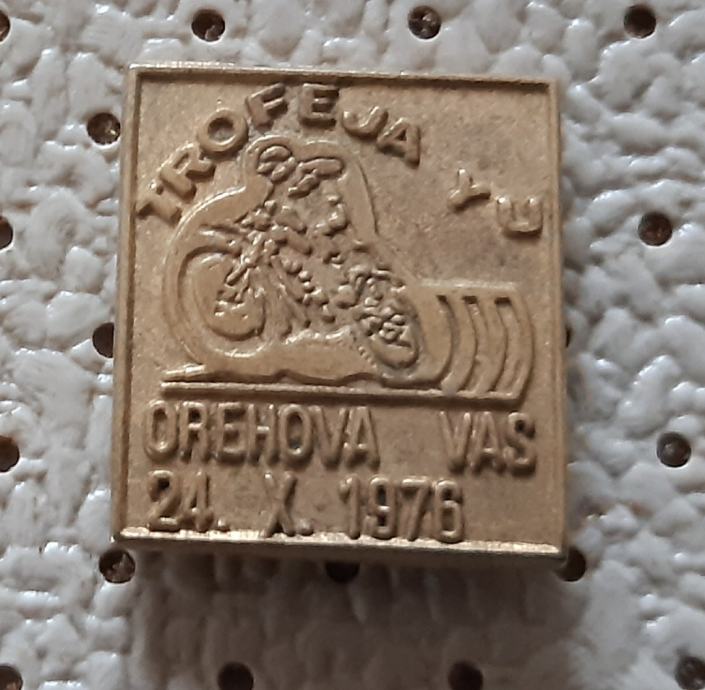 TROFEJA YU
OREHOVA VAS
24. X. 1976